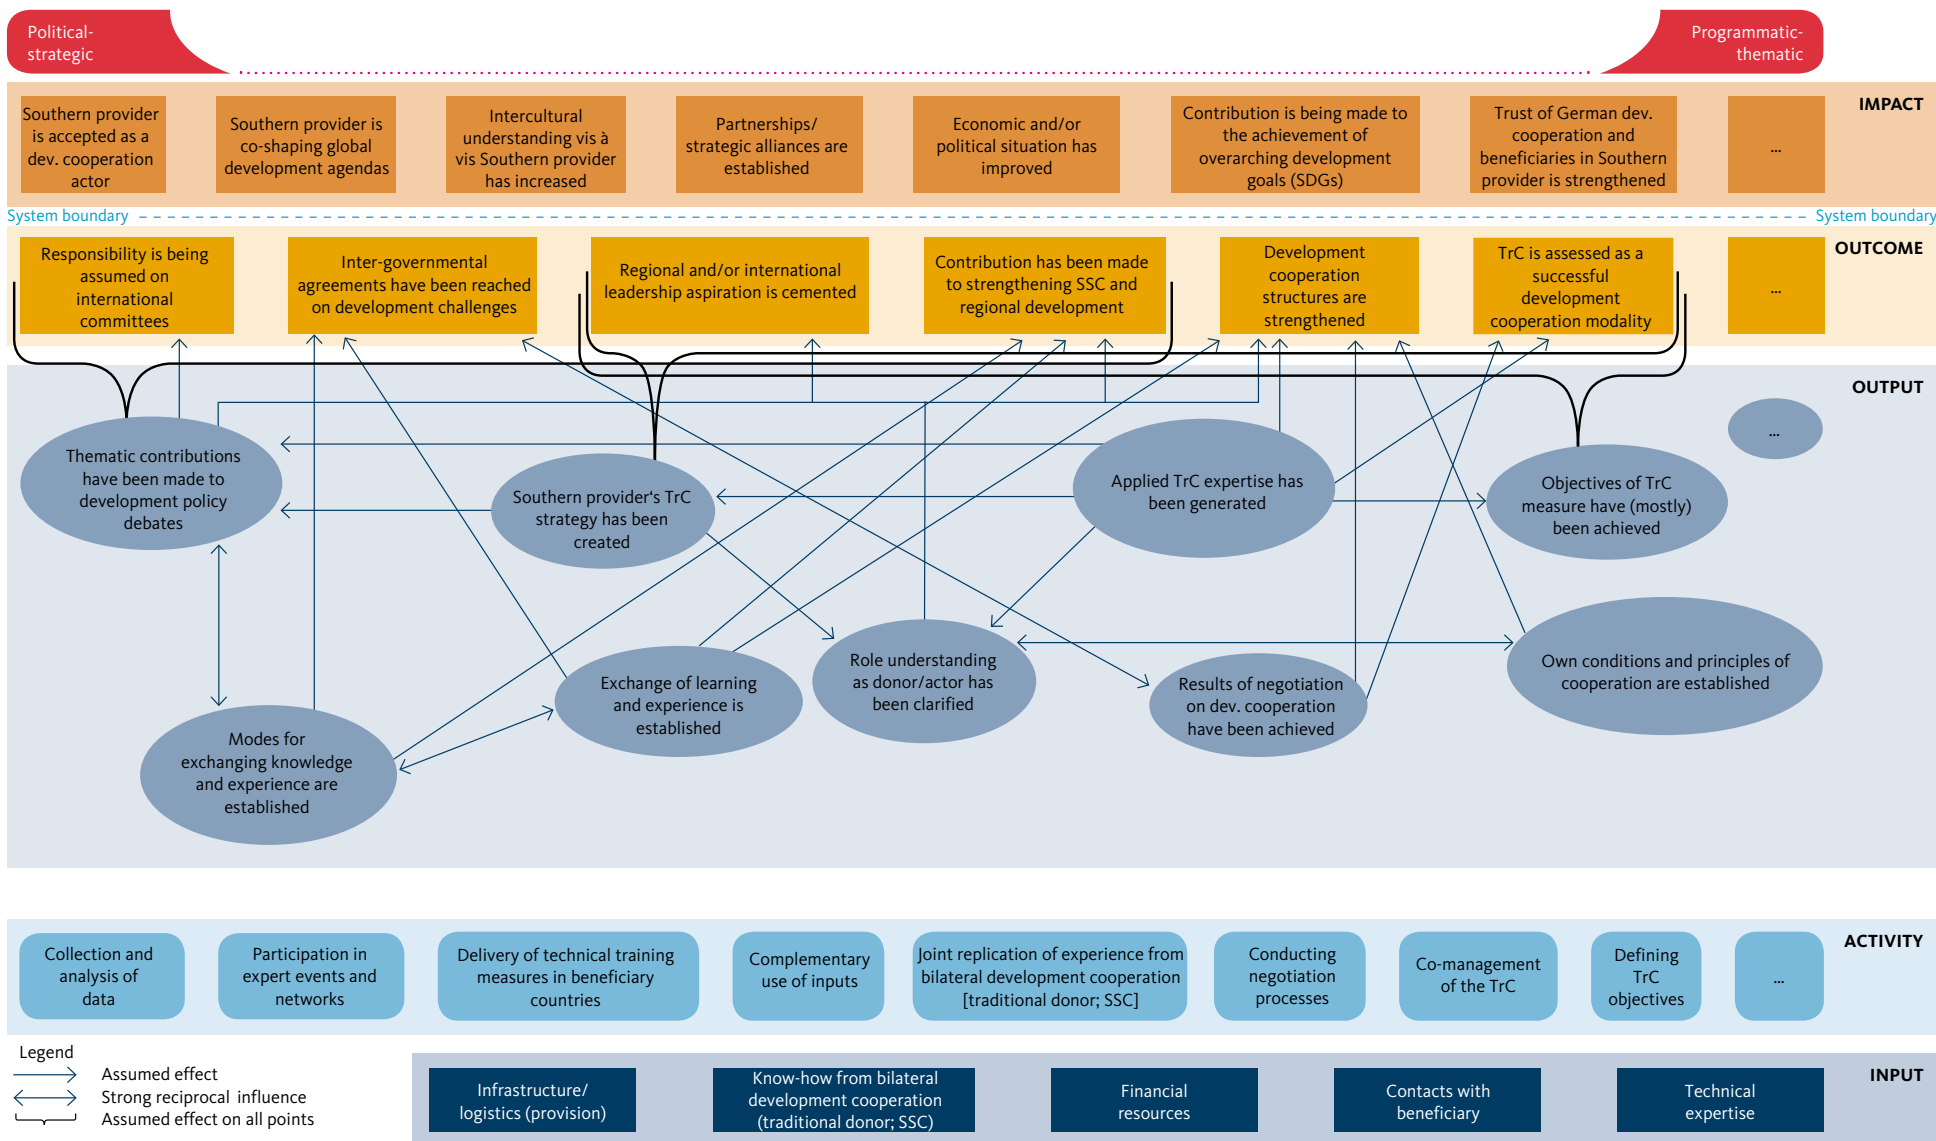 Political-
strategic
Programmatic-
thematic
IMPACT
Southern provider
is accepted as a
dev. cooperation
actor
Southern provider is
co-shaping global
development agendas
Intercultural
understanding vis à
vis Southern provider
has increased
Partnerships/
strategic alliances are
established
Economic and/or
political situation has
improved
Contribution is being made to
the achievement of
overarching development
goals (SDGs)
Trust of German dev.
cooperation and
beneficiaries in Southern
provider is strengthened
...
System boundary
System boundary
OUTCOME
Responsibility is being
assumed on
international
committees
Inter-governmental
agreements have been reached
on development challenges
Regional and/or international
leadership aspiration is cemented
Contribution has been made
to strengthening SSC and
regional development
Development
cooperation
structures are
strengthened
TrC is assessed as a
successful
development
cooperation modality
...
OUTPUT
...
Thematic contributions
have been made to
development policy
debates
Southern provider‘s TrC
strategy has been
created
Applied TrC expertise has
been generated
Objectives of TrC
measure have (mostly)
been achieved
Modes for
exchanging knowledge
and experience are
established
Exchange of learning
and experience is
established
Role understanding
as donor/actor has
been clarified
Results of negotiation
on dev. cooperation
have been achieved
Own conditions and principles of
cooperation are established
ACTIVITY
Collection and
analysis of
data
Participation in
expert events and
networks
Delivery of technical training
measures in beneficiary
countries
Complementary
use of inputs
Joint replication of experience from
bilateral development cooperation
[traditional donor; SSC]
Conducting
negotiation
processes
Co-management
of the TrC
Defining
TrC
objectives
...
Legend
Assumed effect
Strong reciprocal influence
Assumed effect on all points
INPUT
Infrastructure/
logistics (provision)
Know-how from bilateral
development cooperation
(traditional donor; SSC)
Financial
resources
Contacts with
beneficiary
Technical
expertise